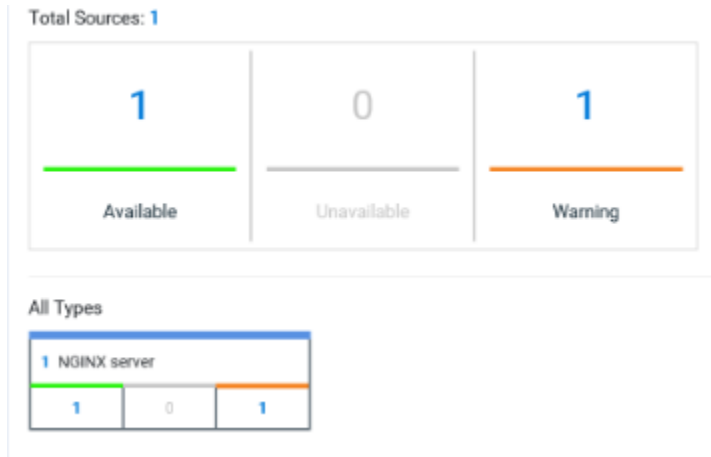 Total Sources: 1
1 0 1
Available Unavailable Warning
All Types
1 NGINX server
1 0 1